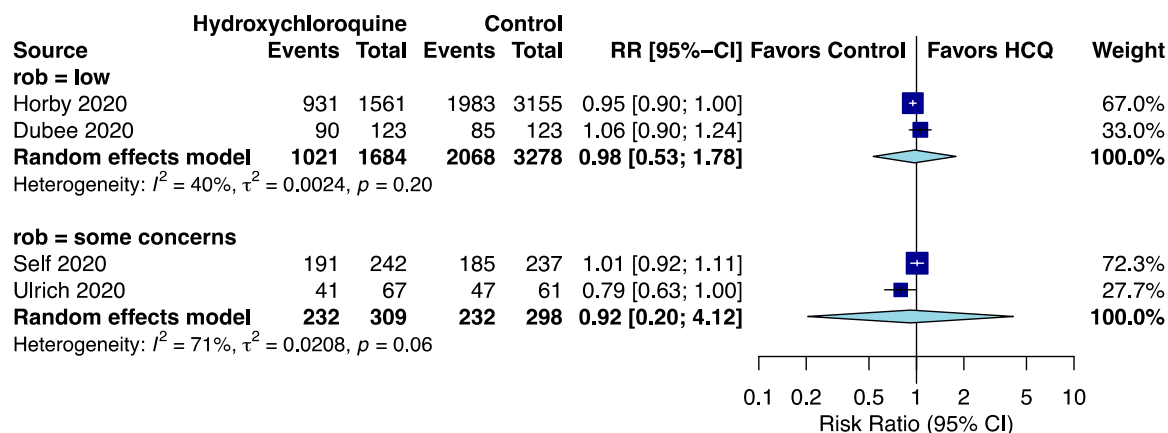 Hydroxychloroquine Control
Source Events Total Events Total RR [95%−CI] Favors Control Favors HCQ Weight
rob = low
Horby 2020 931 1561 1983 3155 0.95 [0.90; 1.00] 67.0%
Dubee 2020 90 123 85 123 1.06 [0.90; 1.24] 33.0%
Random effects model 1021 1684 2068 3278 0.98 [0.53; 1.78] 100.0%
Heterogeneity: I² = 40%, τ² = 0.0024, p = 0.20
rob = some concerns
Self 2020 191 242 185 237 1.01 [0.92; 1.11] 72.3%
Ulrich 2020 41 67 47 61 0.79 [0.63; 1.00] 27.7%
Random effects model 232 309 232 298 0.92 [0.20; 4.12] 100.0%
Heterogeneity: I² = 71%, τ² = 0.0208, p = 0.06
0.1 0.2 0.5 1 2 5 10
Risk Ratio (95% CI)